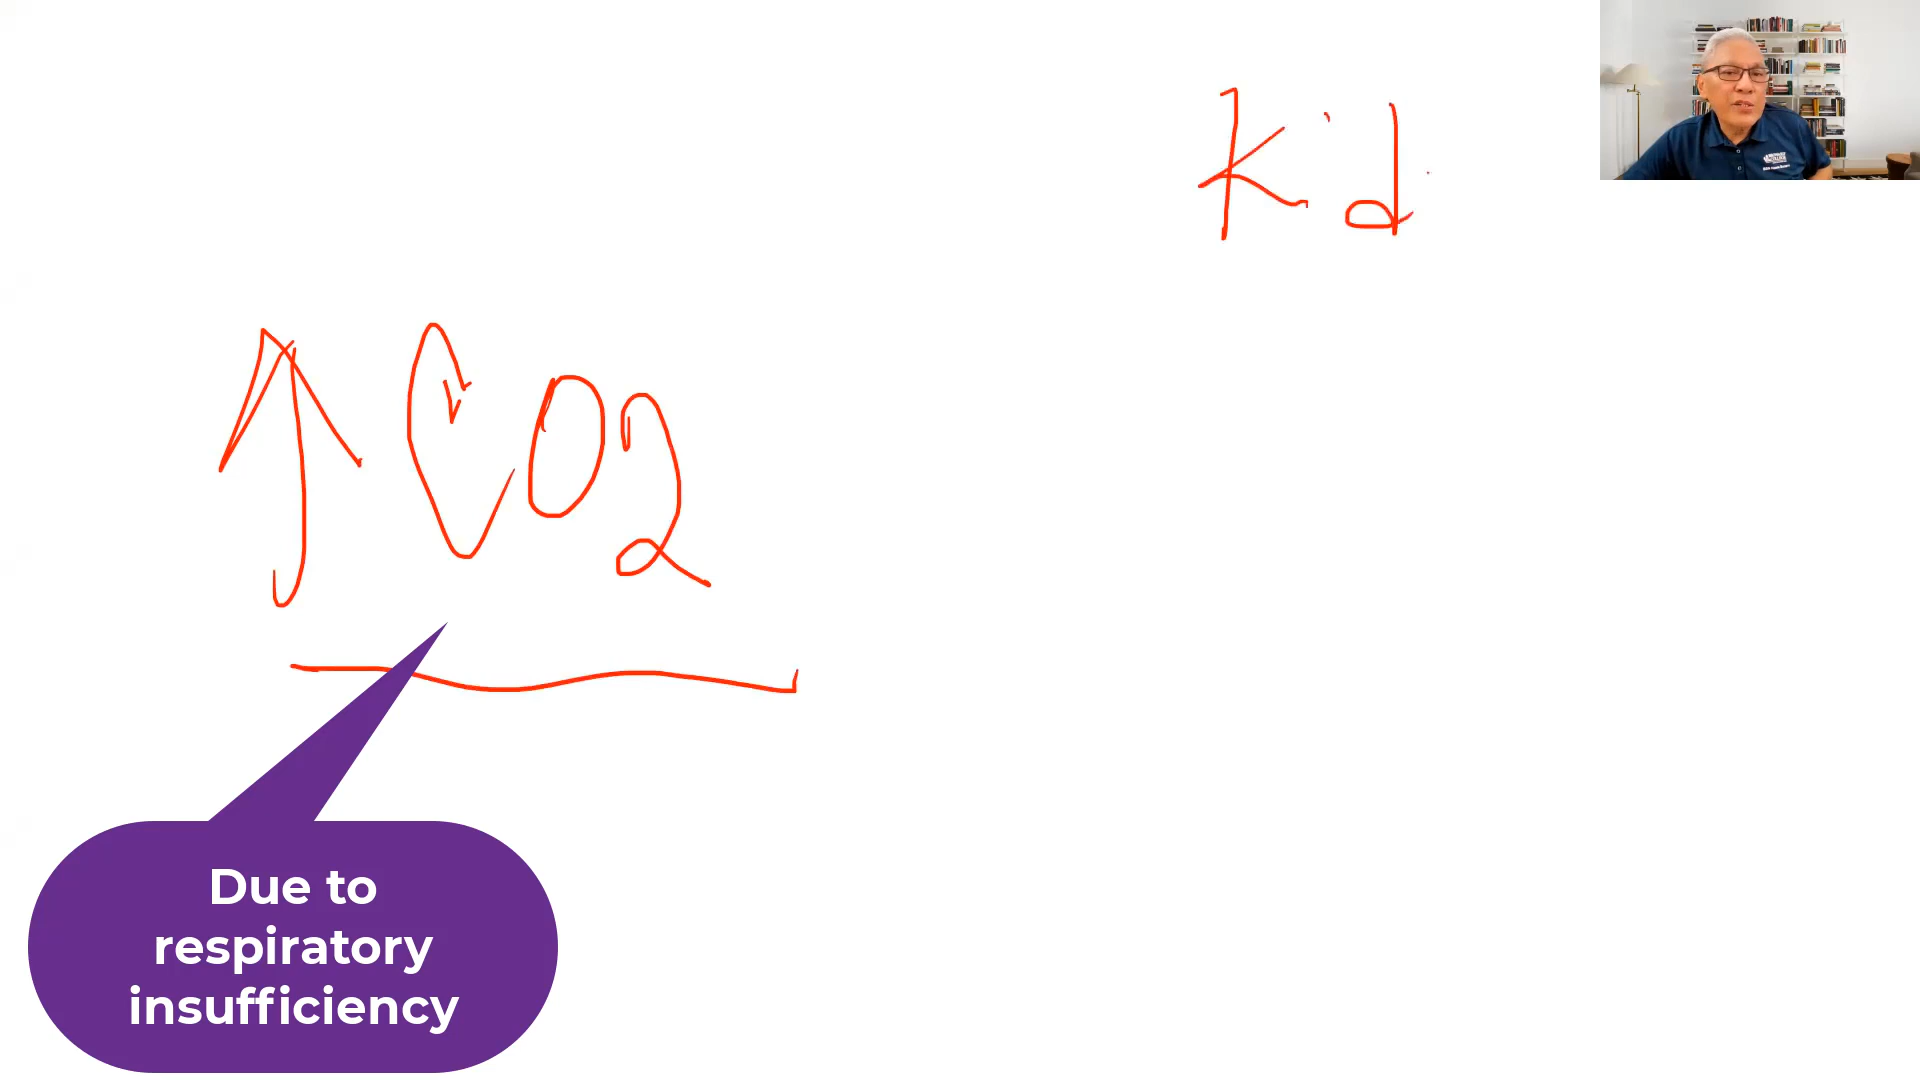 Kid
↑ CO2
Due to
respiratory
insufficiency